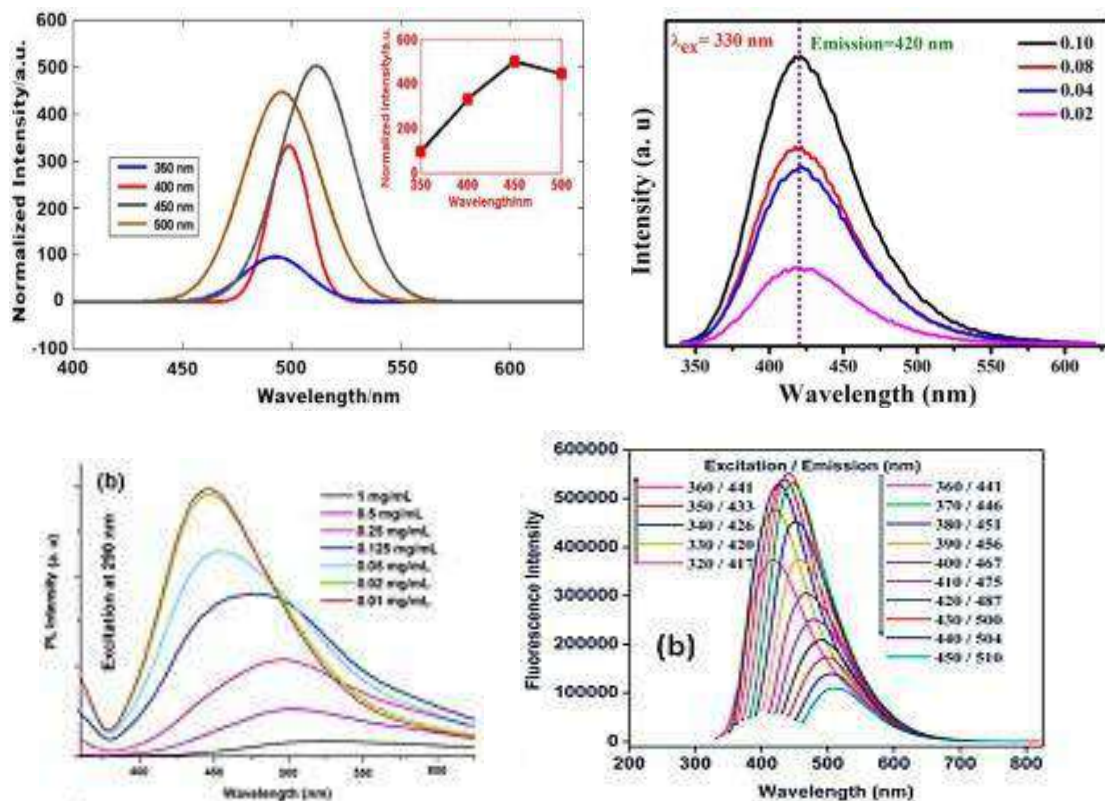 600
500
400
300
200
100
0
-100
400 450 500 550 600
Normalized Intensity/a.u.
Wavelength/nm
350 nm
400 nm
450 nm
500 nm
600
400
200
0
350 400 450 500
Normalized Intensity/a.u.
Wavelength/nm
λex= 330 nm
Emission=420 nm
0.10
0.08
0.04
0.02
Intensity (a. u)
350 400 450 500 550 600
Wavelength (nm)
(b)
PL Intensity (a. u)
Excitation at 290 nm
1 mg/mL
0.5 mg/mL
0.25 mg/mL
0.125 mg/mL
0.05 mg/mL
0.02 mg/mL
0.01 mg/mL
400 450 500 550 600
Wavelength (nm)
600000
500000
400000
300000
200000
100000
0
Fluorescence Intensity
Excitation / Emission (nm)
360 / 441
350 / 433
340 / 426
330 / 420
320 / 417
360 / 441
370 / 446
380 / 451
390 / 456
400 / 467
410 / 475
420 / 487
430 / 500
440 / 504
450 / 510
(b)
200 300 400 500 600 700 800
Wavelength (nm)